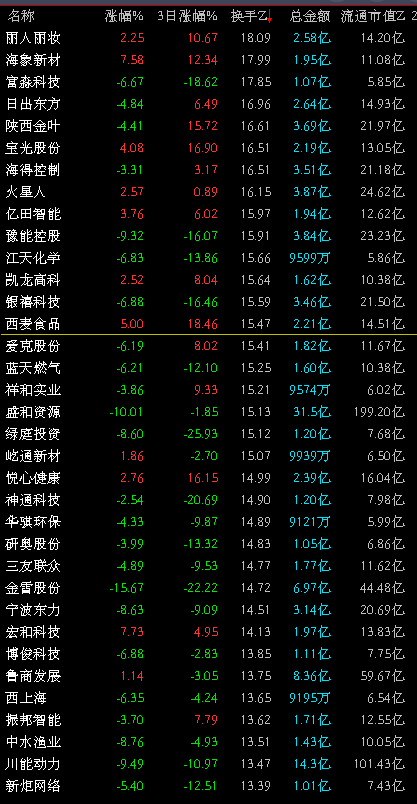 名称 涨幅% 3日涨幅% 换手Z↓ 总金额 流通市值Z 2
丽人丽妆 2.25 10.67 18.09 2.58亿 14.20亿
海象新材 7.58 12.34 17.99 1.95亿 11.08亿
富淼科技 -6.67 -18.62 17.85 1.07亿 5.85亿
日出东方 -4.84 6.49 16.96 2.64亿 14.93亿
陕西金叶 -4.41 15.72 16.61 3.69亿 21.97亿
宝光股份 4.08 16.90 16.51 2.19亿 13.05亿
海得控制 -3.31 3.17 16.51 3.51亿 21.18亿
火星人 2.57 0.89 16.15 3.87亿 24.62亿
亿田智能 3.76 6.02 15.97 1.94亿 12.62亿
豫能控股 -9.32 -16.07 15.91 3.84亿 23.23亿
江天化学 -6.83 -13.86 15.66 9599万 5.86亿
凯龙高科 2.52 8.04 15.64 1.62亿 10.38亿
银禧科技 -6.88 -16.46 15.59 3.46亿 21.50亿
西麦食品 5.00 18.46 15.47 2.21亿 14.51亿
爱克股份 -6.19 8.02 15.41 1.82亿 11.67亿
蓝天燃气 -6.21 -12.10 15.25 1.60亿 10.38亿
祥和实业 -3.86 9.33 15.21 9574万 6.02亿
盛和资源 -10.01 -1.85 15.13 31.5亿 199.20亿
绿庭投资 -8.60 -25.93 15.12 1.20亿 7.68亿
屹通新材 1.86 -2.70 15.07 9939万 6.50亿
悦心健康 2.76 16.15 14.99 2.39亿 16.04亿
神通科技 -2.54 -20.69 14.90 1.20亿 7.98亿
华骐环保 -4.33 -9.87 14.89 9121万 5.99亿
研奥股份 -3.99 -13.32 14.83 1.05亿 6.86亿
三友联众 -4.89 -9.53 14.77 1.77亿 11.62亿
金雷股份 -15.67 -22.22 14.72 6.97亿 44.48亿
宁波东力 -8.63 -9.09 14.51 3.14亿 20.69亿
宏和科技 7.73 4.95 14.13 1.97亿 13.83亿
博俊科技 -6.88 -2.83 13.85 1.11亿 7.75亿
鲁商发展 1.14 -3.05 13.75 8.36亿 59.67亿
西上海 -6.35 -4.24 13.65 9195万 6.54亿
振邦智能 -3.70 7.79 13.62 1.71亿 12.55亿
中水渔业 -8.76 -4.93 13.51 1.43亿 10.05亿
川能动力 -9.49 -10.97 13.47 14.3亿 101.43亿
新炬网络 -5.40 -12.51 13.39 1.01亿 7.43亿